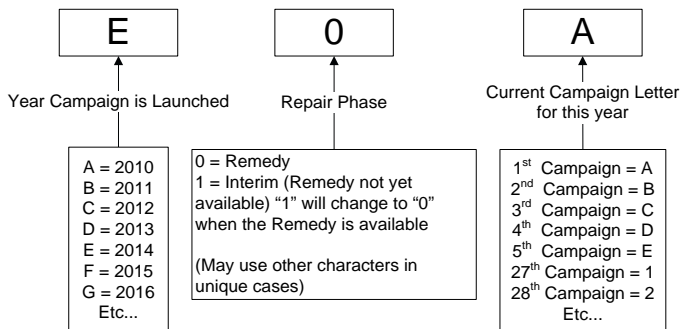 E 0 A
Year Campaign is Launched
Repair Phase
Current Campaign Letter
for this year
A = 2010
B = 2011
C = 2012
D = 2013
E = 2014
F = 2015
G = 2016
Etc...
0 = Remedy
1 = Interim (Remedy not yet
available) “1” will change to “0”
when the Remedy is available
(May use other characters in
unique cases)
1st Campaign = A
2nd Campaign = B
3rd Campaign = C
4th Campaign = D
5th Campaign = E
27th Campaign = 1
28th Campaign = 2
Etc...